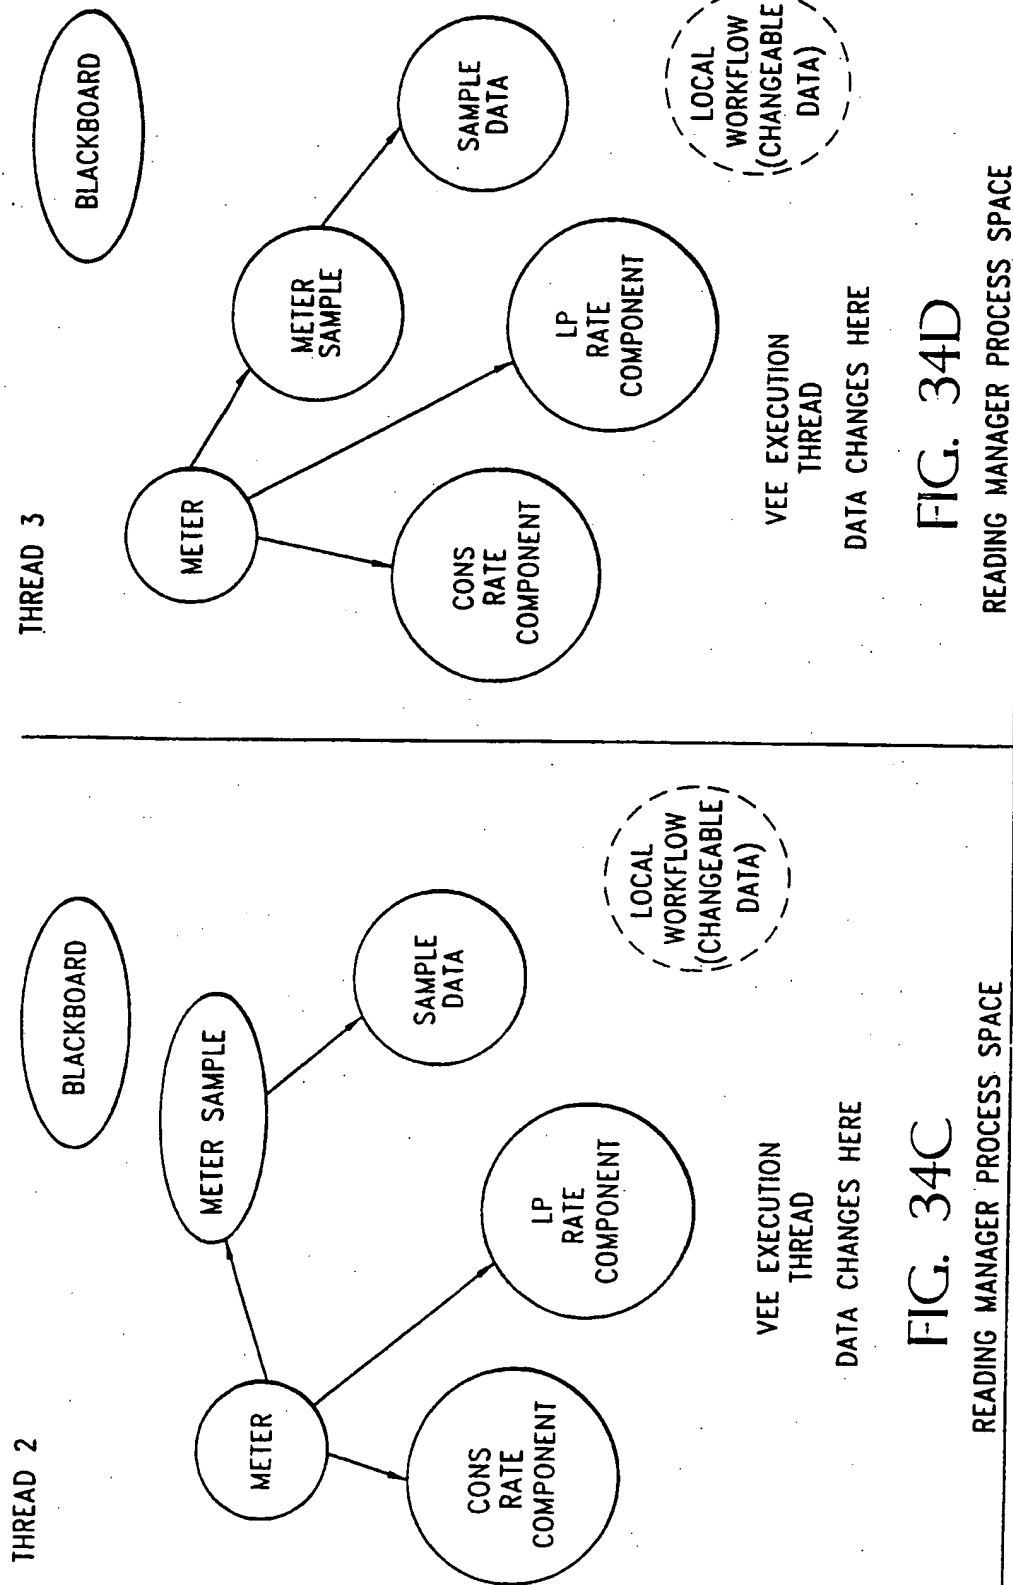 THREAD 2
BLACKBOARD
METER SAMPLE
METER
SAMPLE
DATA
CONS
RATE
COMPONENT
LP
RATE
COMPONENT
LOCAL
WORKFLOW
(CHANGEABLE
DATA)
VEE EXECUTION
THREAD
DATA CHANGES HERE
FIG. 34C
READING MANAGER PROCESS SPACE
THREAD 3
BLACKBOARD
METER
METER
SAMPLE
SAMPLE
DATA
CONS
RATE
COMPONENT
LP
RATE
COMPONENT
LOCAL
WORKFLOW
(CHANGEABLE
DATA)
VEE EXECUTION
THREAD
DATA CHANGES HERE
FIG. 34D
READING MANAGER PROCESS SPACE